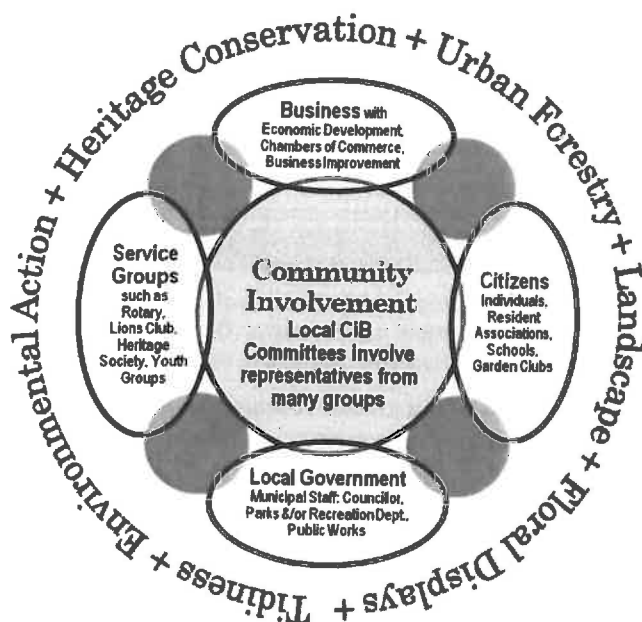 Environmental Action + Heritage Conservation + Urban Forestry + Landscape + Floral Displays + Tidiness +
Business with
Economic Development,
Chambers of Commerce,
Business Improvement
Service
Groups
such as
Rotary,
Lions Club,
Heritage
Society, Youth
Groups
Community
Involvement
Local CiB
Committees involve
representatives from
many groups
Citizens
Individuals,
Resident
Associations,
Schools,
Garden Clubs
Local Government
Municipal Staff: Councillor,
Parks &/or Recreation Dept.,
Public Works